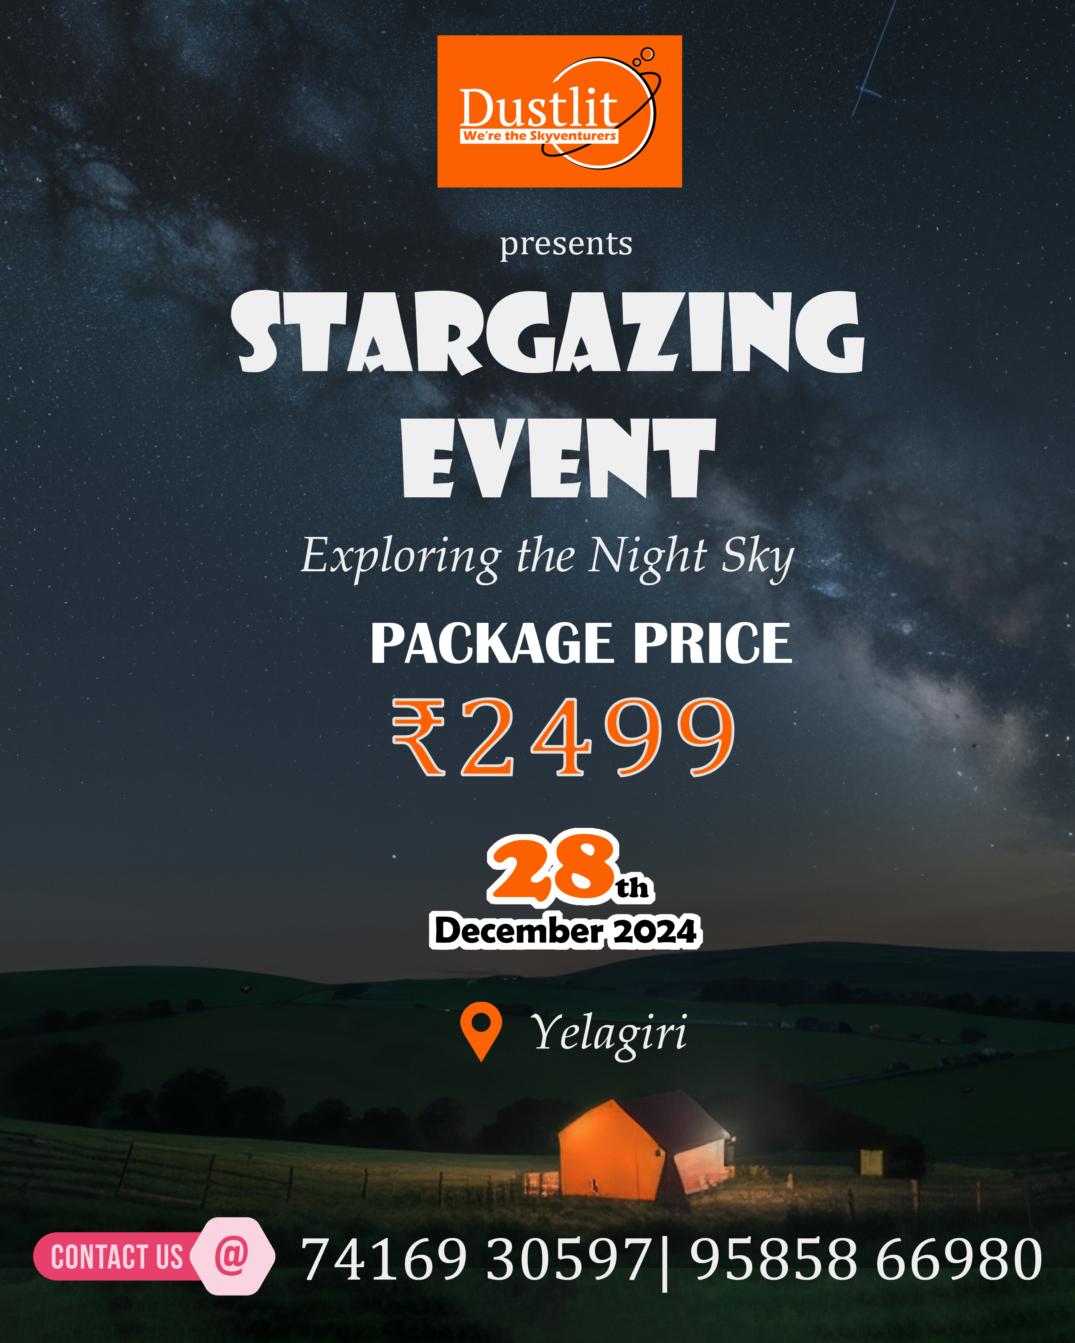 Dustlit
We're the Skyventurers
presents
STARGAZING
EVENT
Exploring the Night Sky
PACKAGE PRICE
₹2499
28th
December 2024
Yelagiri
CONTACT US @ 74169 30597| 95858 66980